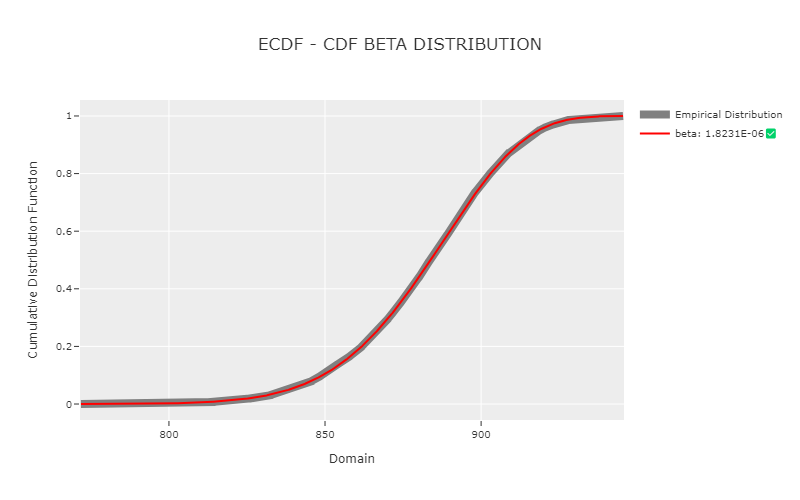 ECDF - CDF BETA DISTRIBUTION
Empirical Distribution
beta: 1.8231E-06✅
Cumulative Distribution Function
1
0.8
0.6
0.4
0.2
0
800 850 900
Domain